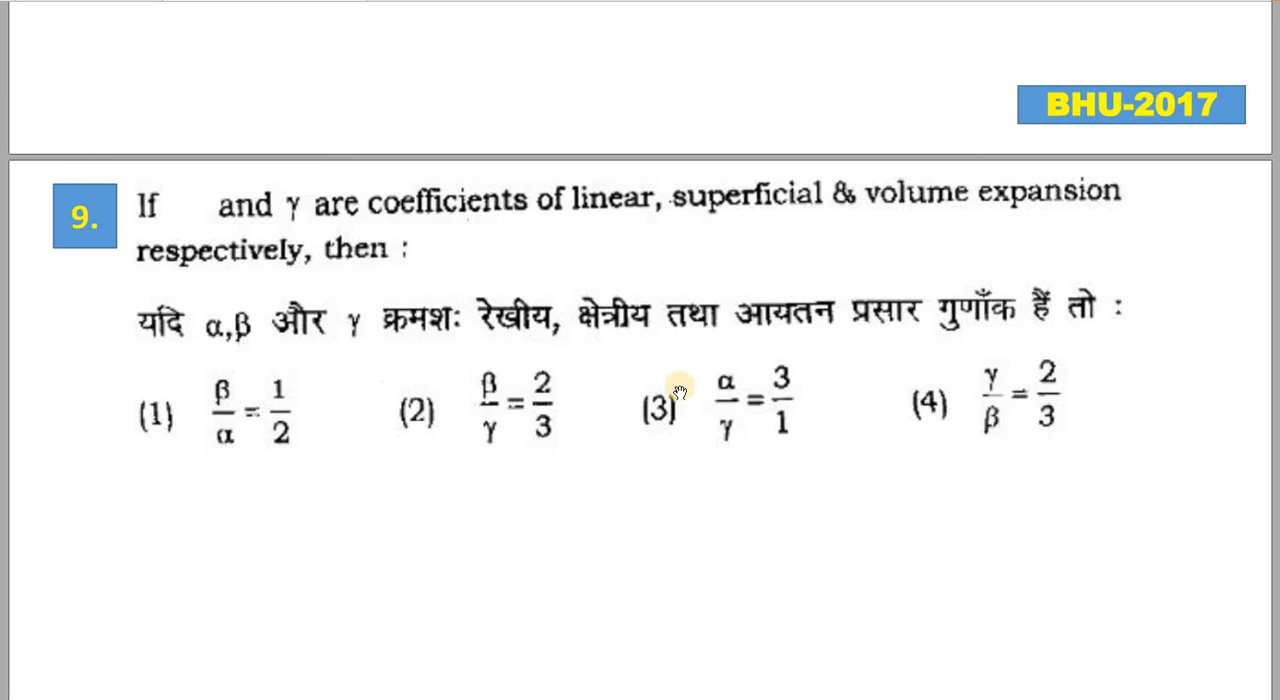 BHU-2017
9. If and γ are coefficients of linear, superficial & volume expansion
respectively, then :
यदि α,β और γ क्रमशः रेखीय, क्षेत्रीय तथा आयतन प्रसार गुणाँक हैं तो :
(1) β/α = 1/2 (2) β/γ = 2/3 (3) α/γ = 3/1 (4) γ/β = 2/3